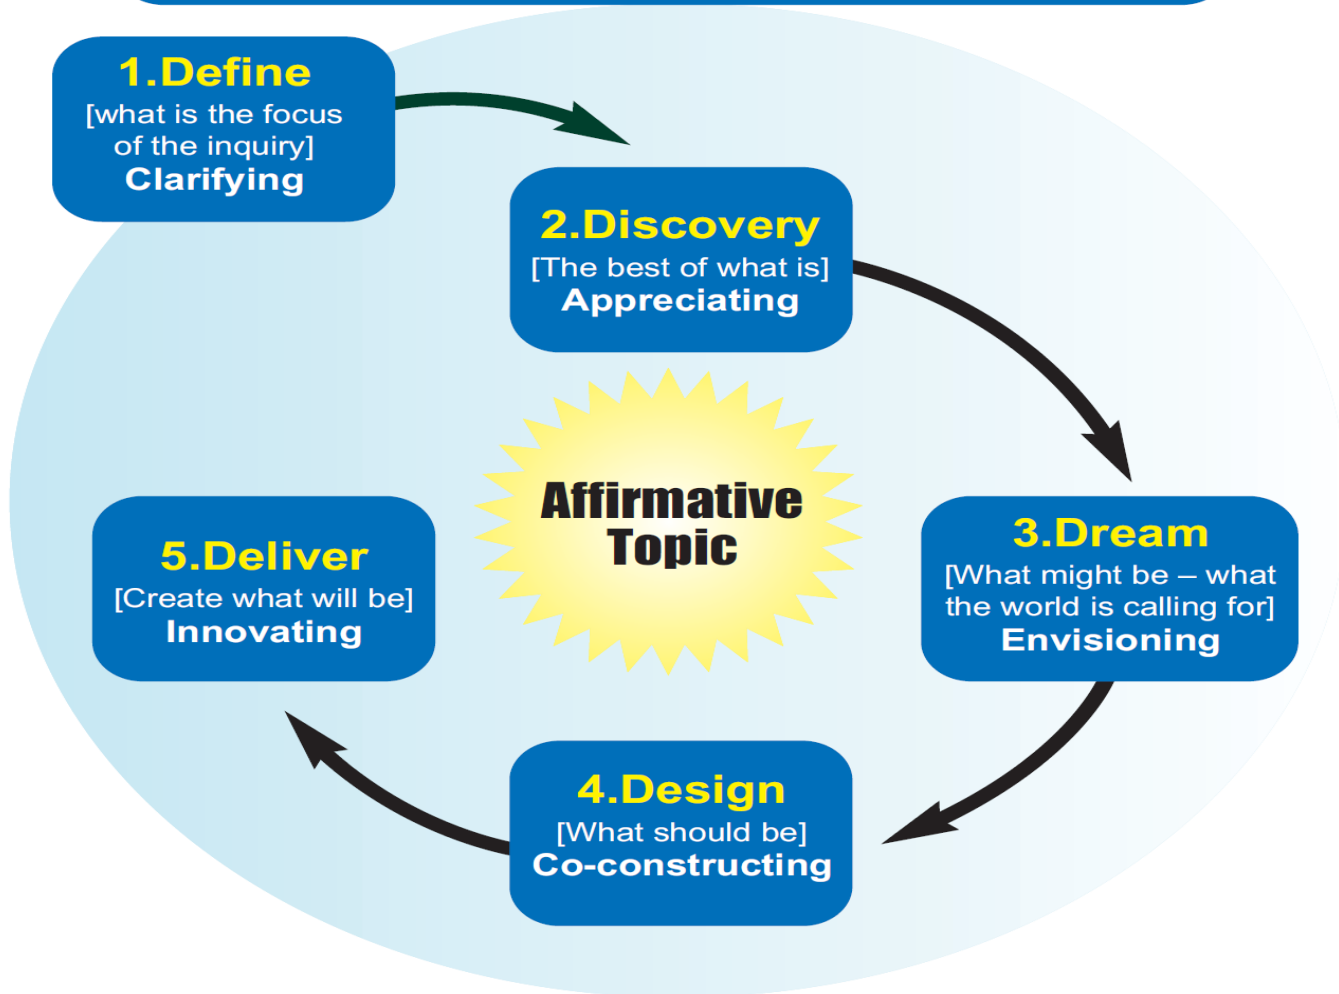 1.Define
[what is the focus
of the inquiry]
Clarifying
2.Discovery
[The best of what is]
Appreciating
Affirmative
Topic
3.Dream
[What might be – what
the world is calling for]
Envisioning
5.Deliver
[Create what will be]
Innovating
4.Design
[What should be]
Co-constructing